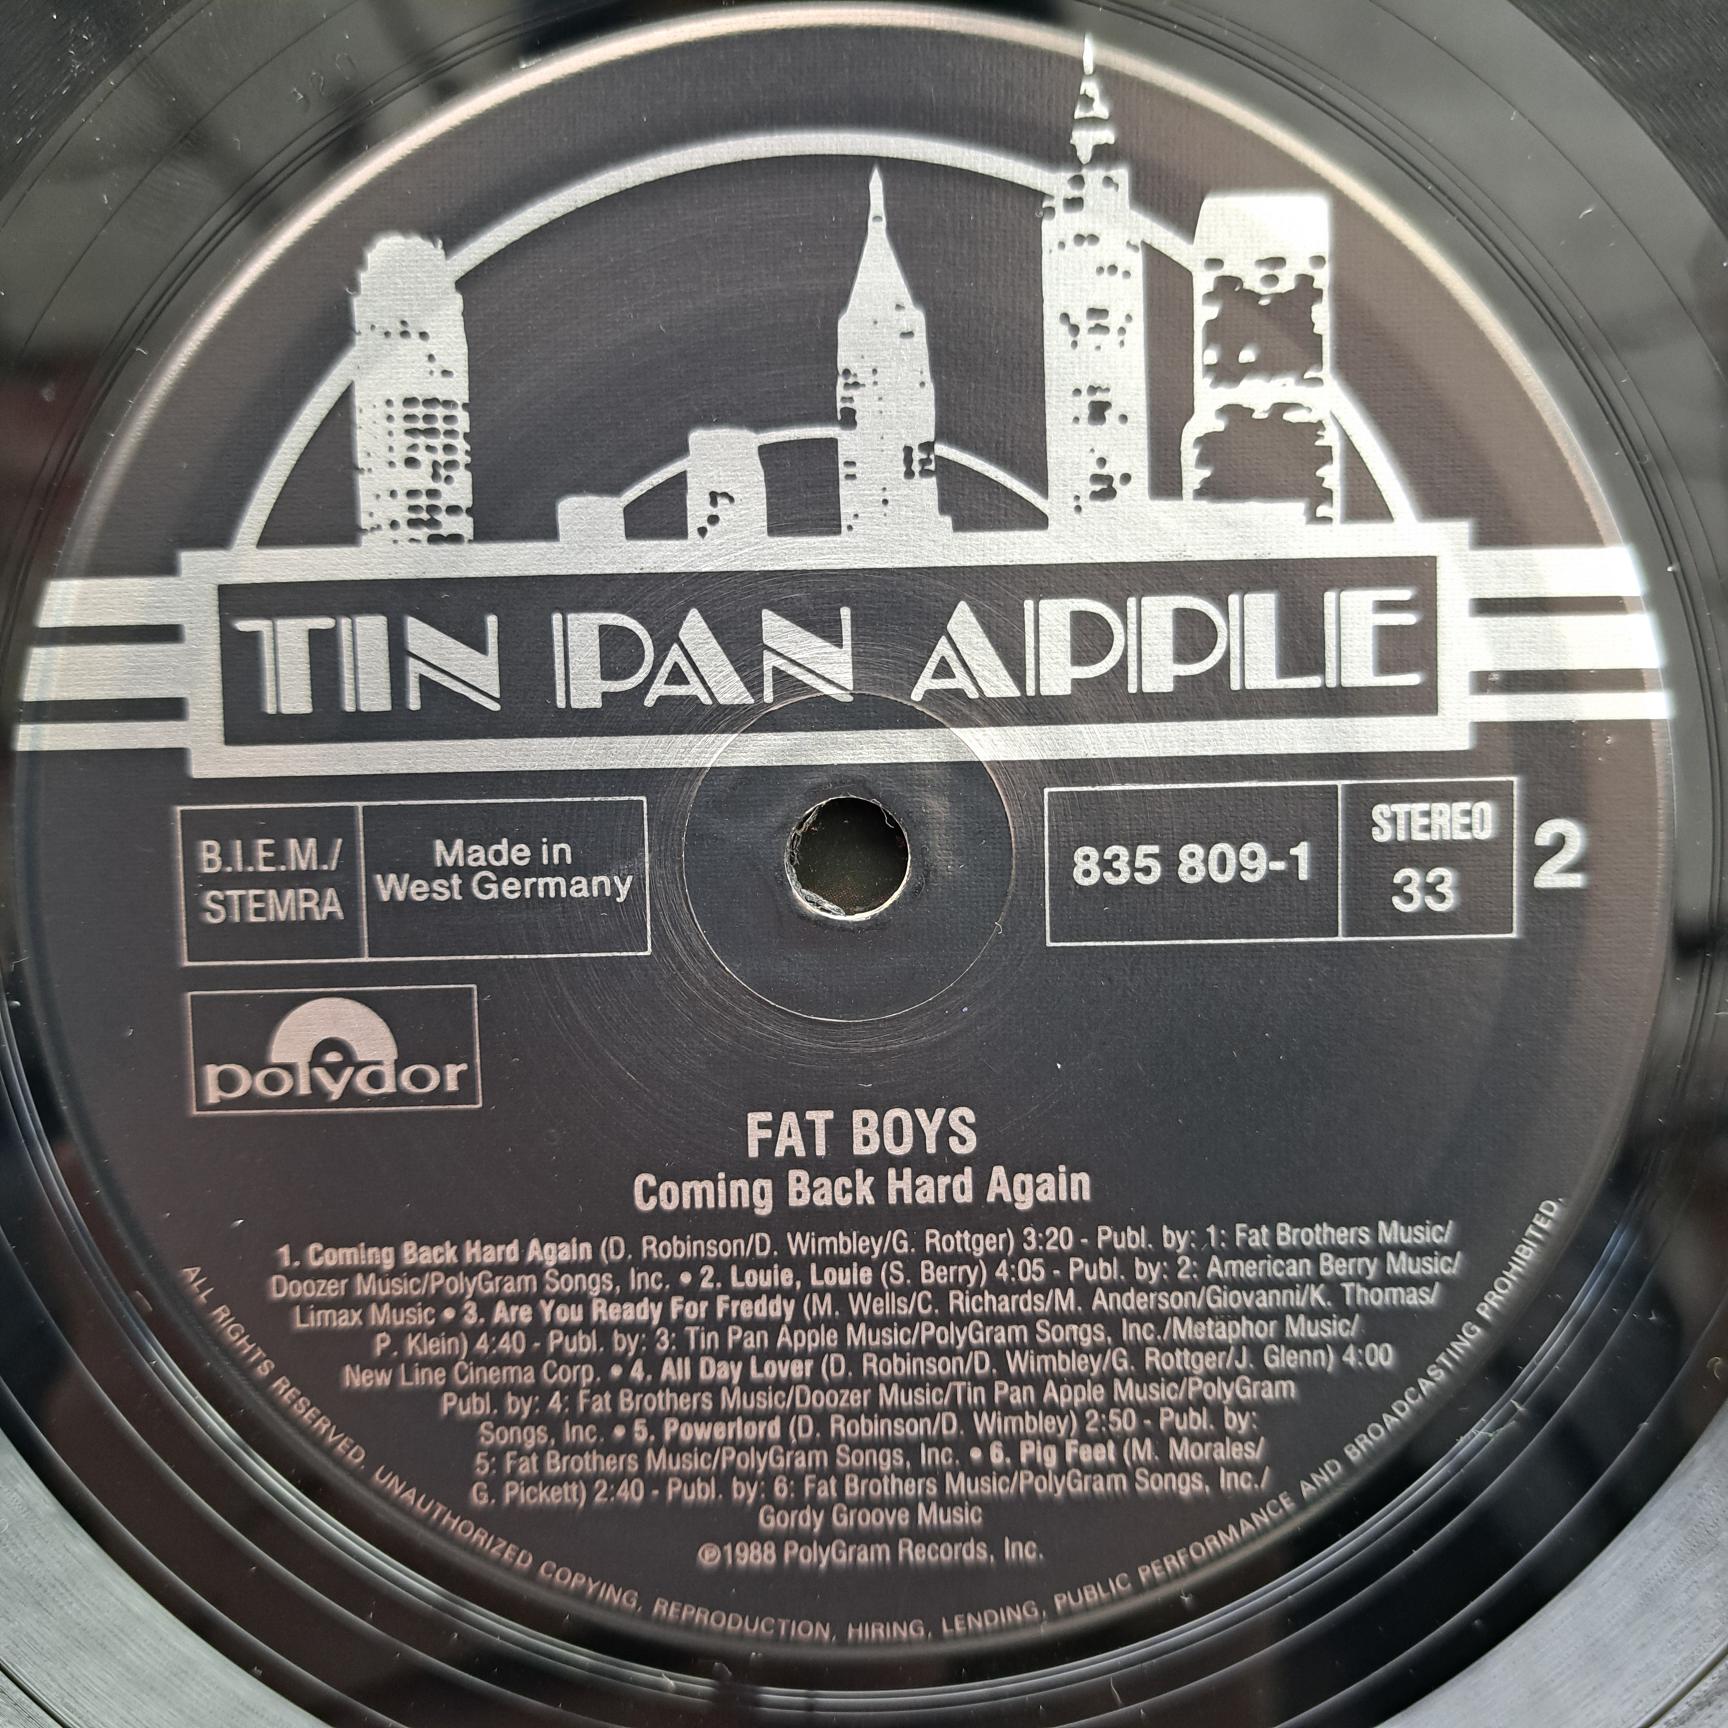 TIN PAN APPLE
B.I.E.M./
STEMRA
Made in
West Germany
835 809-1
STEREO
33
2
polydor
FAT BOYS
Coming Back Hard Again
1. Coming Back Hard Again (D. Robinson/D. Wimbley/G. Rottger) 3:20 - Publ. by: 1: Fat Brothers Music/
Doozer Music/PolyGram Songs, Inc. • 2. Louie, Louie (S. Berry) 4:05 - Publ. by: 2: American Berry Music/
Limax Music • 3. Are You Ready For Freddy (M. Wells/C. Richards/M. Anderson/Giovanni/K. Thomas/
P. Klein) 4:40 - Publ. by: 3: Tin Pan Apple Music/PolyGram Songs, Inc./Metaphor Music/
New Line Cinema Corp. • 4. All Day Lover (D. Robinson/D. Wimbley/G. Rottger/J. Glenn) 4:00
Publ. by: 4: Fat Brothers Music/Doozer Music/Tin Pan Apple Music/PolyGram
Songs, Inc. • 5. Powerlord (D. Robinson/D. Wimbley) 2:50 - Publ. by:
5: Fat Brothers Music/PolyGram Songs, Inc. • 6. Pig Feet (M. Morales/
G. Pickett) 2:40 - Publ. by: 6: Fat Brothers Music/PolyGram Songs, Inc./
Gordy Groove Music
℗1988 PolyGram Records, Inc.
ALL RIGHTS RESERVED. UNAUTHORIZED COPYING, REPRODUCTION, HIRING, LENDING, PUBLIC PERFORMANCE AND BROADCASTING PROHIBITED.